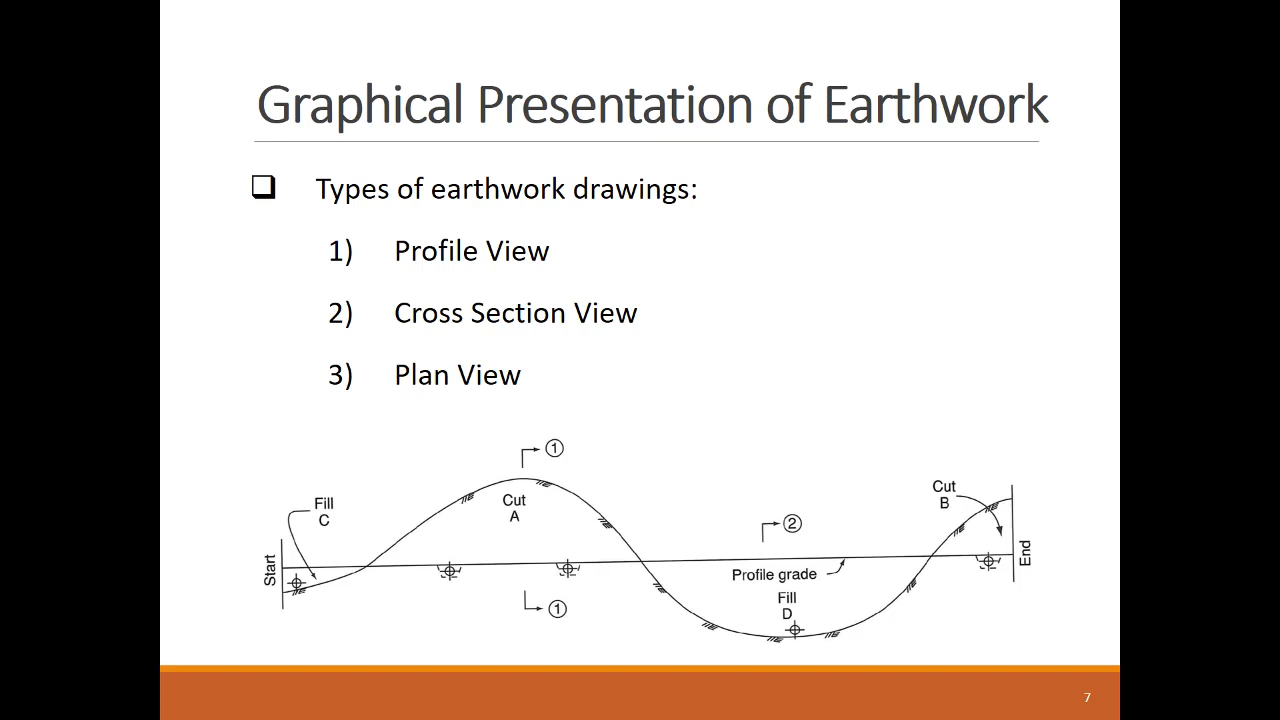 Graphical Presentation of Earthwork
❑ Types of earthwork drawings:
1) Profile View
2) Cross Section View
3) Plan View
1
Fill
C
Cut
A
Cut
B
2
Start
End
Profile grade
Fill
D
1
7